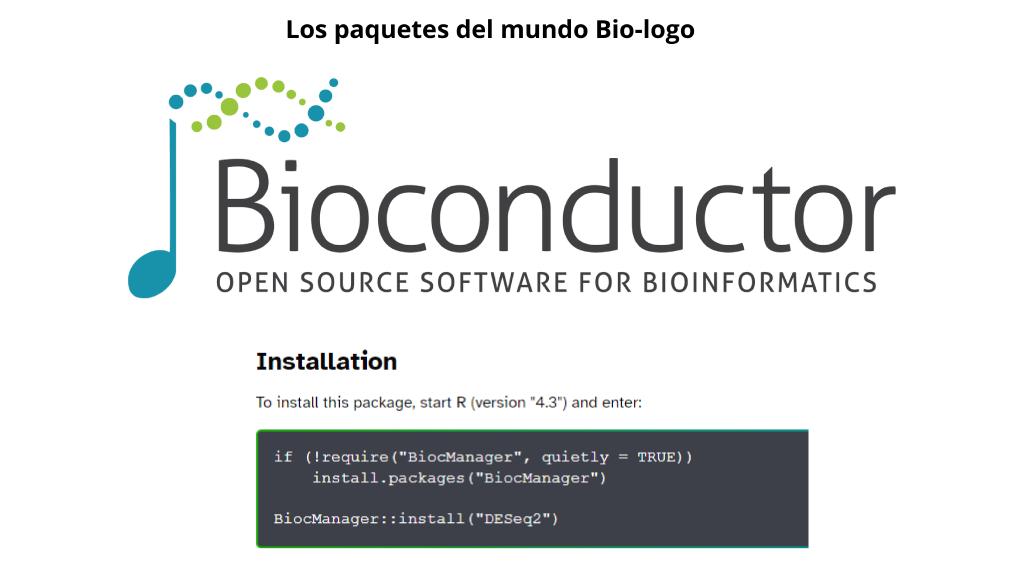 Los paquetes del mundo Bio-logo
Bioconductor
OPEN SOURCE SOFTWARE FOR BIOINFORMATICS
Installation
To install this package, start R (version "4.3") and enter:
if (!require("BiocManager", quietly = TRUE))
    install.packages("BiocManager")
BiocManager::install("DESeq2")